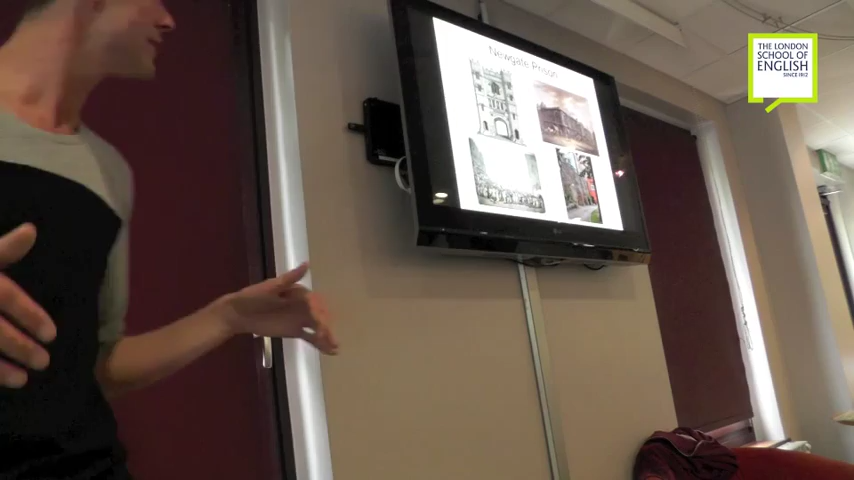 Newgate Prison
THE LONDON
SCHOOL OF
ENGLISH
SINCE 1912